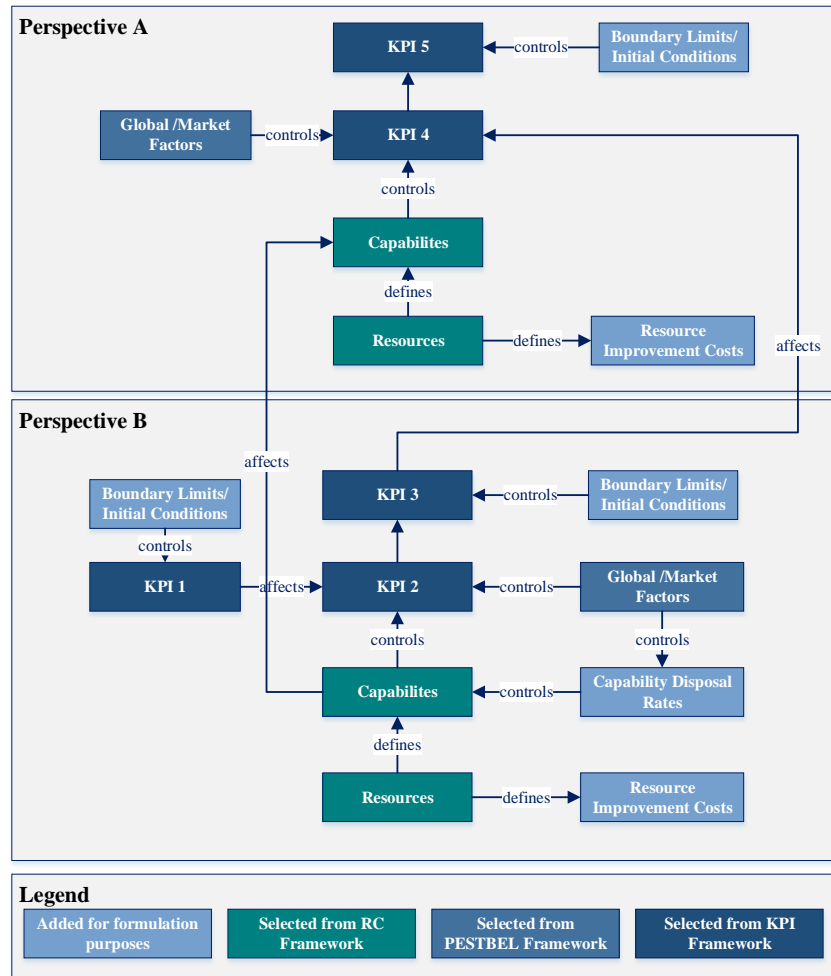 Perspective A
KPI 5
controls
Boundary Limits/
Initial Conditions
Global /Market
Factors
controls
KPI 4
controls
Capabilites
defines
Resources
defines
Resource
Improvement Costs
affects
Perspective B
affects
Boundary Limits/
Initial Conditions
KPI 3
controls
Boundary Limits/
Initial Conditions
controls
KPI 1
affects
KPI 2
controls
Global /Market
Factors
controls
controls
Capabilites
controls
Capability Disposal
Rates
defines
Resources
defines
Resource
Improvement Costs
Legend
Added for formulation
purposes
Selected from RC
Framework
Selected from
PESTBEL Framework
Selected from KPI
Framework